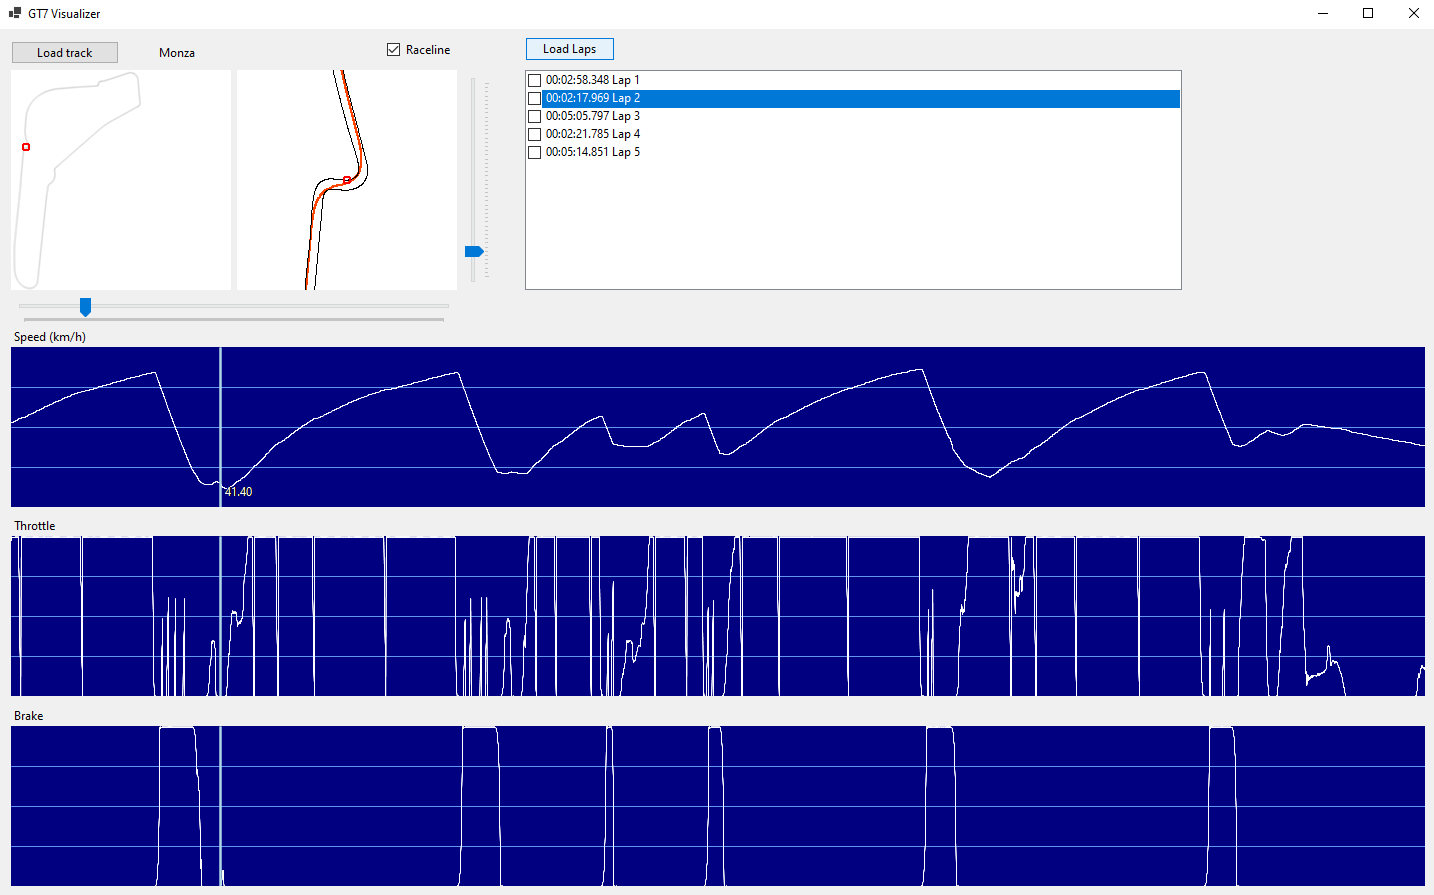 GT7 Visualizer
Load track
Monza
Raceline
Load Laps
00:02:58.348 Lap 1
00:02:17.969 Lap 2
00:05:05.797 Lap 3
00:02:21.785 Lap 4
00:05:14.851 Lap 5
Speed (km/h)
41.40
Throttle
Brake